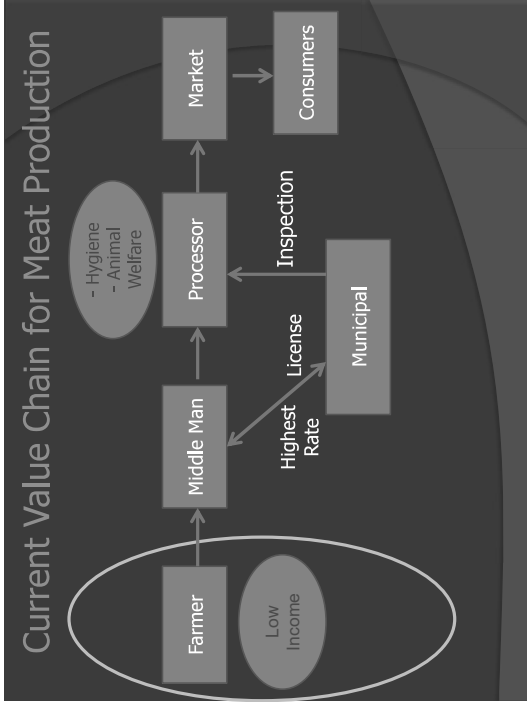 Current Value Chain for Meat Production
- Hygiene
- Animal
Welfare
Farmer
Middle Man
Processor
Market
Low
Income
Highest
Rate
License
Inspection
Consumers
Municipal